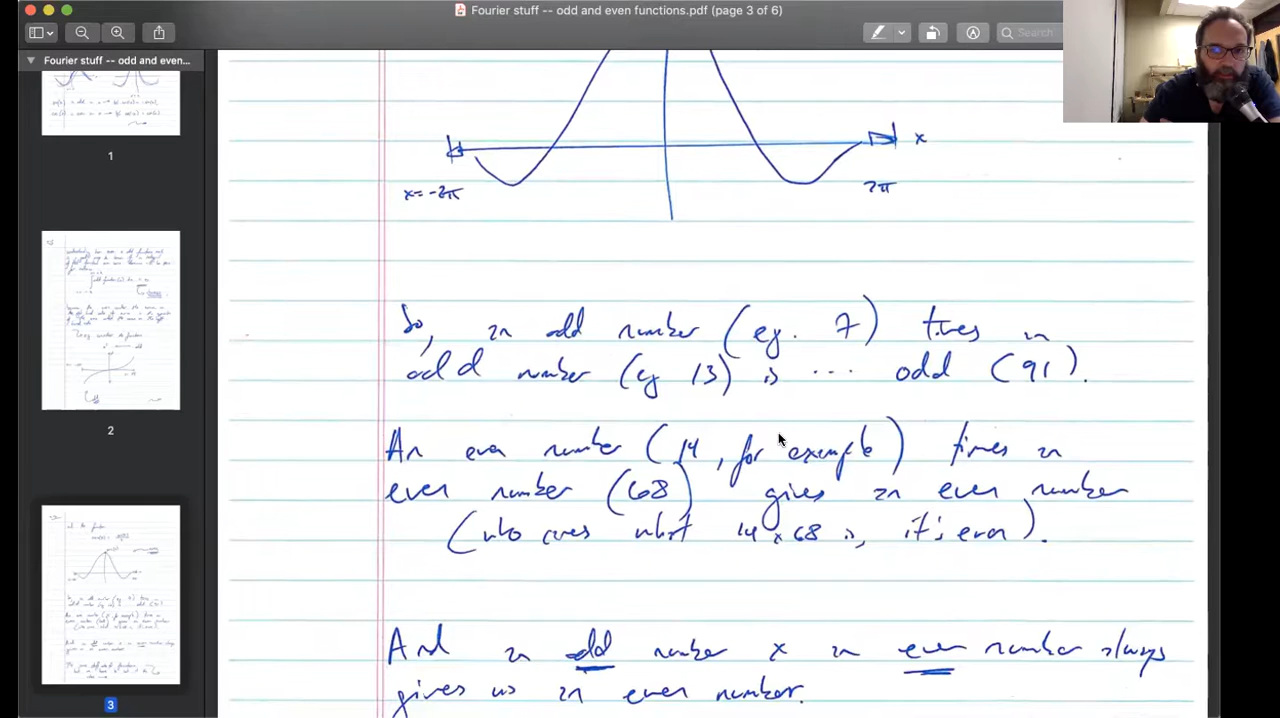 Fourier stuff -- odd and even functions.pdf (page 3 of 6)
Search
Fourier stuff -- odd and even...
1
2
3
x
x = -2π
2π
So, an odd number (eg. 7) times an
odd number (eg 13) is ... odd (91).
An even number (14, for example) times an
even number (68) gives an even number
(who cares what 14 x 68 is, it's even).
And an odd number x an even number always
gives us an even number.